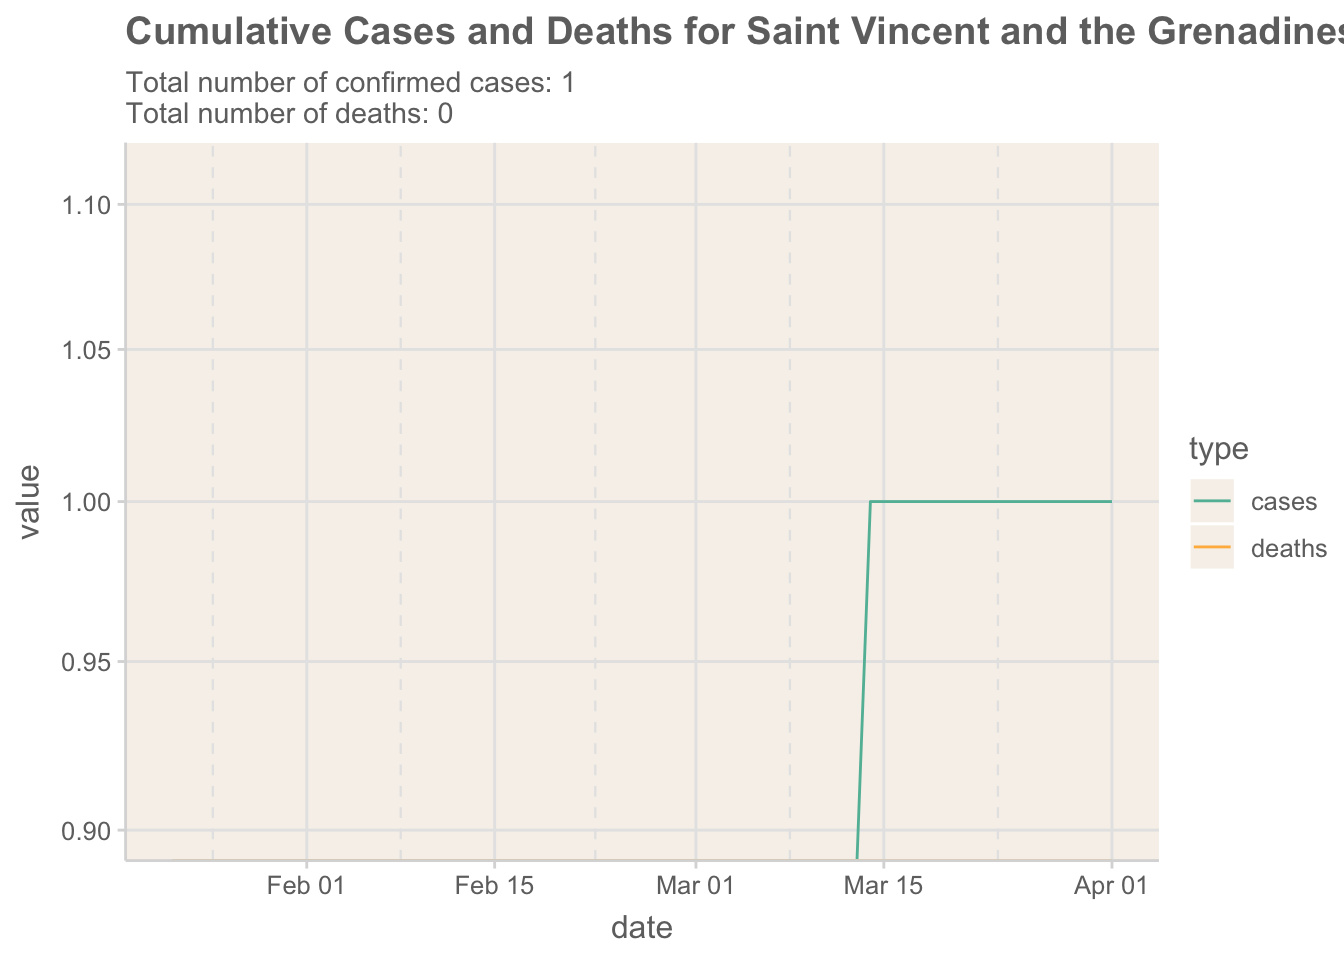 Cumulative Cases and Deaths for Saint Vincent and the Grenadines
Total number of confirmed cases: 1
Total number of deaths: 0
1.10
1.05
1.00
0.95
0.90
value
Feb 01
Feb 15
Mar 01
Mar 15
Apr 01
date
type
cases
deaths